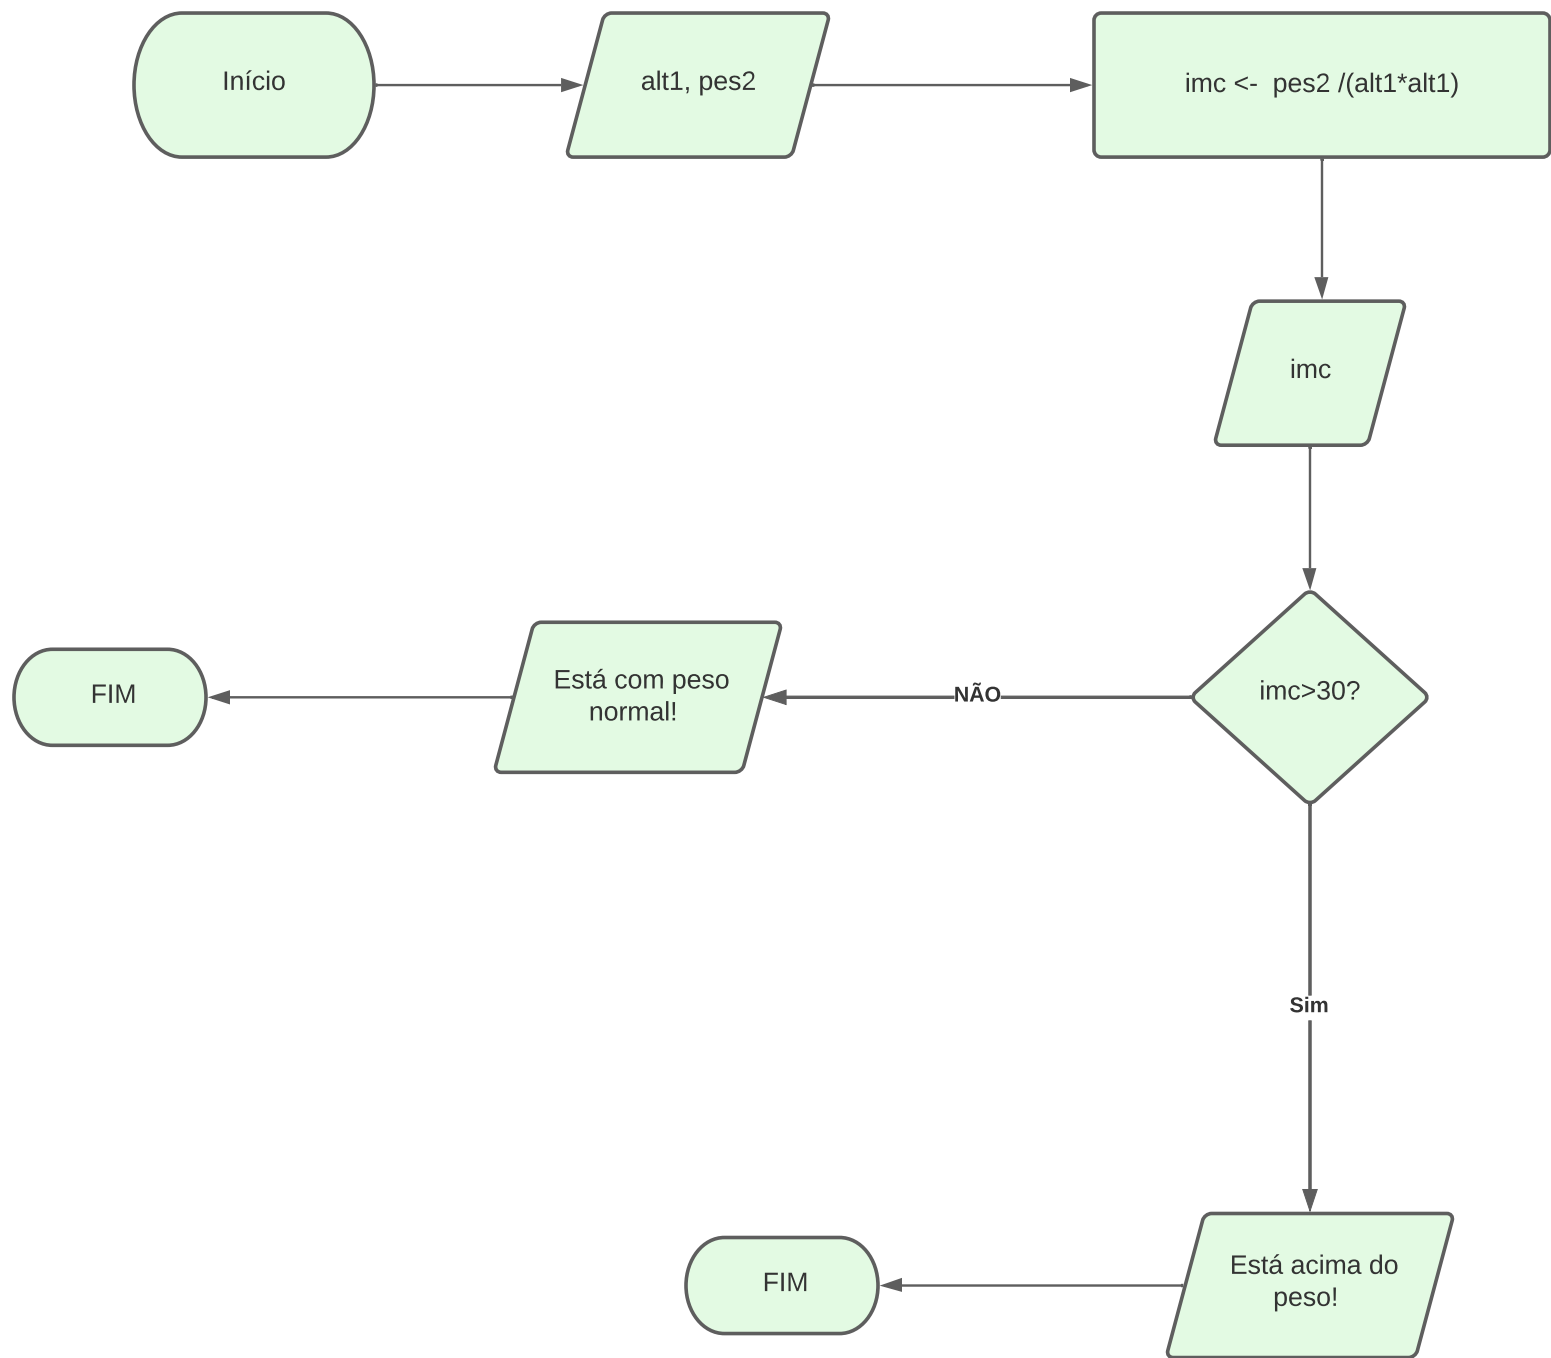 Início
alt1, pes2
imc <-  pes2 /(alt1*alt1)
imc
imc>30?
NÃO
Está com peso
normal!
FIM
Sim
Está acima do
peso!
FIM